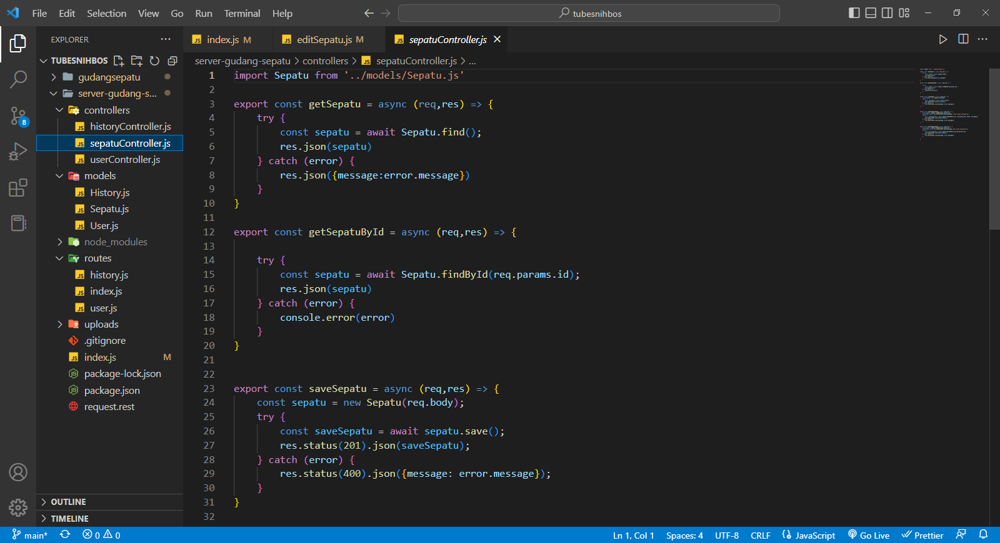 File Edit Selection View Go Run Terminal Help
tubesnihbos
EXPLORER
TUBESNIHBOS
gudangsepatu
server-gudang-s...
controllers
historyController.js
sepatuController.js
userController.js
models
History.js
Sepatu.js
User.js
node_modules
routes
history.js
index.js
user.js
uploads
.gitignore
index.js M
package-lock.json
package.json
request.rest
OUTLINE
TIMELINE
8
index.js M editSepatu.js M sepatuController.js
server-gudang-sepatu > controllers > sepatuController.js > ...
1 import Sepatu from '../models/Sepatu.js'
2
3 export const getSepatu = async (req,res) => {
4 try {
5 const sepatu = await Sepatu.find();
6 res.json(sepatu)
7 } catch (error) {
8 res.json({message:error.message})
9 }
10 }
11
12 export const getSepatuById = async (req,res) => {
13
14 try {
15 const sepatu = await Sepatu.findById(req.params.id);
16 res.json(sepatu)
17 } catch (error) {
18 console.error(error)
19 }
20 }
21
22
23 export const saveSepatu = async (req,res) => {
24 const sepatu = new Sepatu(req.body);
25 try {
26 const saveSepatu = await sepatu.save();
27 res.status(201).json(saveSepatu);
28 } catch (error) {
29 res.status(400).json({message: error.message});
30 }
31 }
32
main* 0 0 Ln 1, Col 1 Spaces: 4 UTF-8 CRLF JavaScript Go Live Prettier